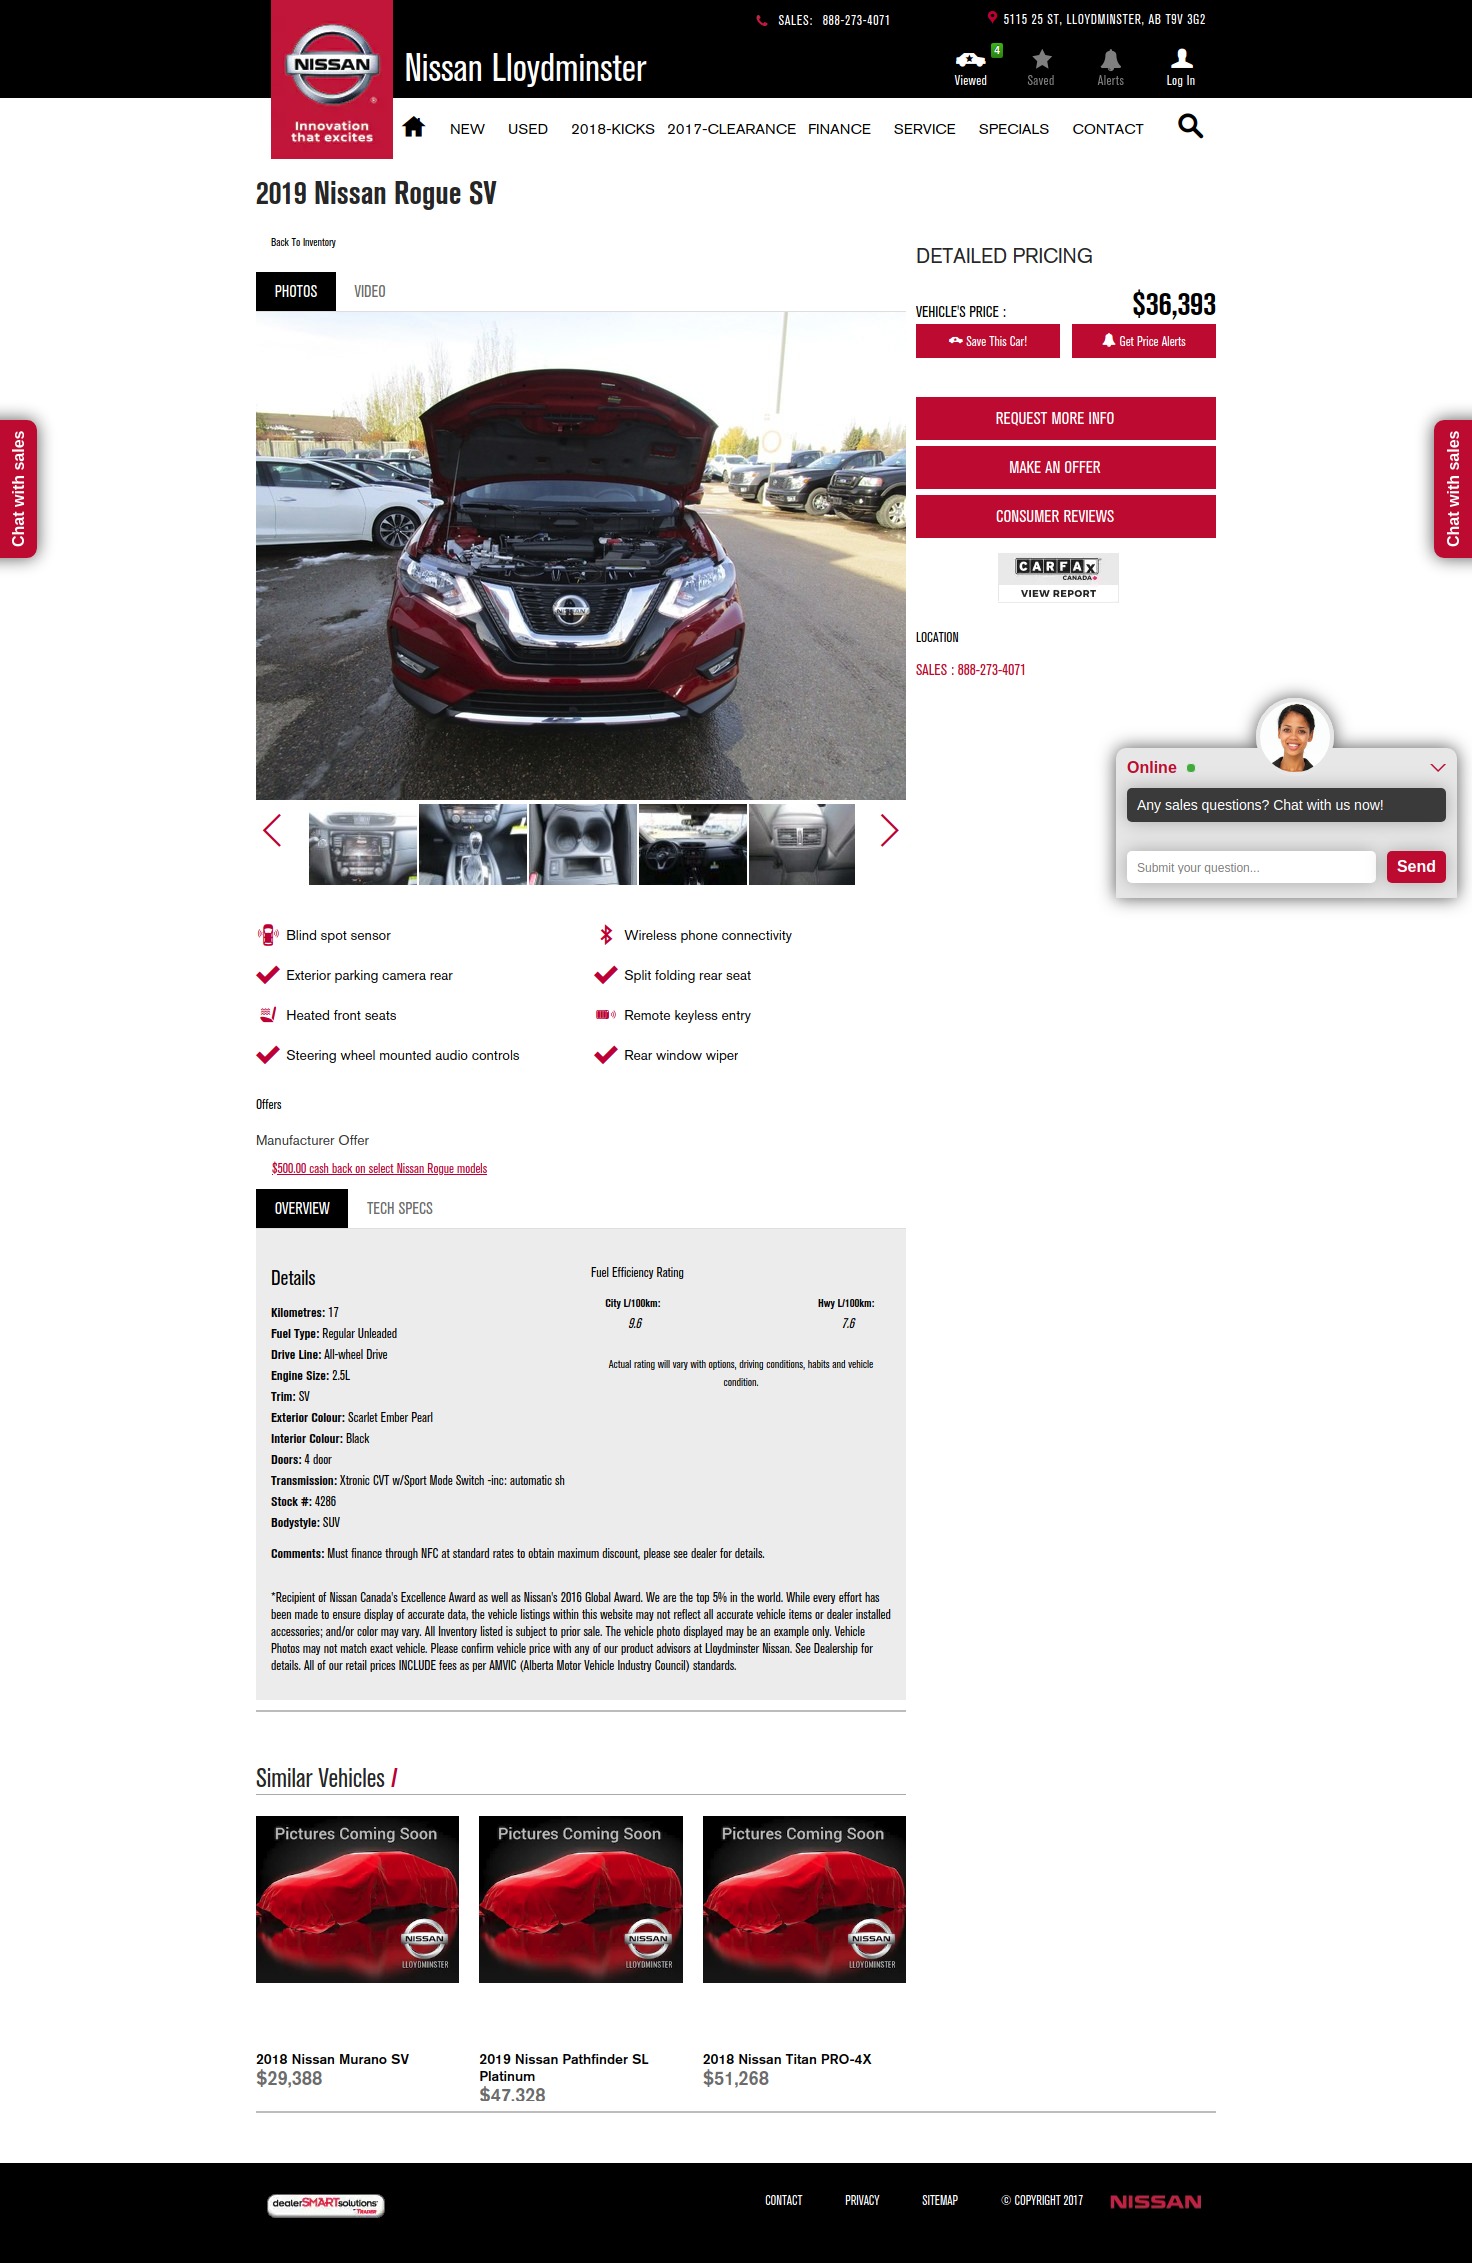 SALES: 888-273-4071
5115 25 ST, LLOYDMINSTER, AB T9V 3G2
NISSAN
®
Innovation
that excites
Nissan Lloydminster
4
Viewed
Saved
Alerts
Log In
NEW
USED
2018-KICKS
2017-CLEARANCE
FINANCE
SERVICE
SPECIALS
CONTACT
2019 Nissan Rogue SV
Back To Inventory
PHOTOS
VIDEO
DETAILED PRICING
VEHICLE'S PRICE :
$36,393
Save This Car!
Get Price Alerts
REQUEST MORE INFO
MAKE AN OFFER
CONSUMER REVIEWS
CARFAX
CANADA
VIEW REPORT
LOCATION
SALES : 888-273-4071
Chat with sales
Chat with sales
NISSAN
Online
Any sales questions? Chat with us now!
Submit your question...
Send
Blind spot sensor
Wireless phone connectivity
Exterior parking camera rear
Split folding rear seat
Heated front seats
Remote keyless entry
Steering wheel mounted audio controls
Rear window wiper
Offers
Manufacturer Offer
$500.00 cash back on select Nissan Rogue models
OVERVIEW
TECH SPECS
Details
Kilometres: 17
Fuel Type: Regular Unleaded
Drive Line: All-wheel Drive
Engine Size: 2.5L
Trim: SV
Exterior Colour: Scarlet Ember Pearl
Interior Colour: Black
Doors: 4 door
Transmission: Xtronic CVT w/Sport Mode Switch -inc: automatic sh
Stock #: 4286
Bodystyle: SUV
Fuel Efficiency Rating
City L/100km:
9.6
Hwy L/100km:
7.6
Actual rating will vary with options, driving conditions, habits and vehicle
condition.
Comments: Must finance through NFC at standard rates to obtain maximum discount, please see dealer for details.
*Recipient of Nissan Canada's Excellence Award as well as Nissan's 2016 Global Award. We are the top 5% in the world. While every effort has
been made to ensure display of accurate data, the vehicle listings within this website may not reflect all accurate vehicle items or dealer installed
accessories; and/or color may vary. All Inventory listed is subject to prior sale. The vehicle photo displayed may be an example only. Vehicle
Photos may not match exact vehicle. Please confirm vehicle price with any of our product advisors at Lloydminster Nissan. See Dealership for
details. All of our retail prices INCLUDE fees as per AMVIC (Alberta Motor Vehicle Industry Council) standards.
Similar Vehicles /
Pictures Coming Soon
NISSAN
LLOYDMINSTER
Pictures Coming Soon
NISSAN
LLOYDMINSTER
Pictures Coming Soon
NISSAN
LLOYDMINSTER
2018 Nissan Murano SV
$29,388
2019 Nissan Pathfinder SL
Platinum
$47,328
2018 Nissan Titan PRO-4X
$51,268
dealerSMARTsolutions
by TRADER
CONTACT
PRIVACY
SITEMAP
© COPYRIGHT 2017
NISSAN